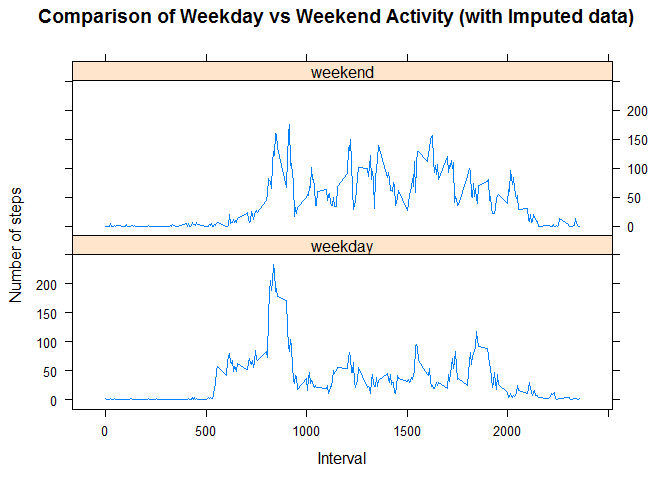 Comparison of Weekday vs Weekend Activity (with Imputed data)
weekend
200
150
100
50
0
Number of steps
weekday
200
150
100
50
0
0 500 1000 1500 2000
Interval